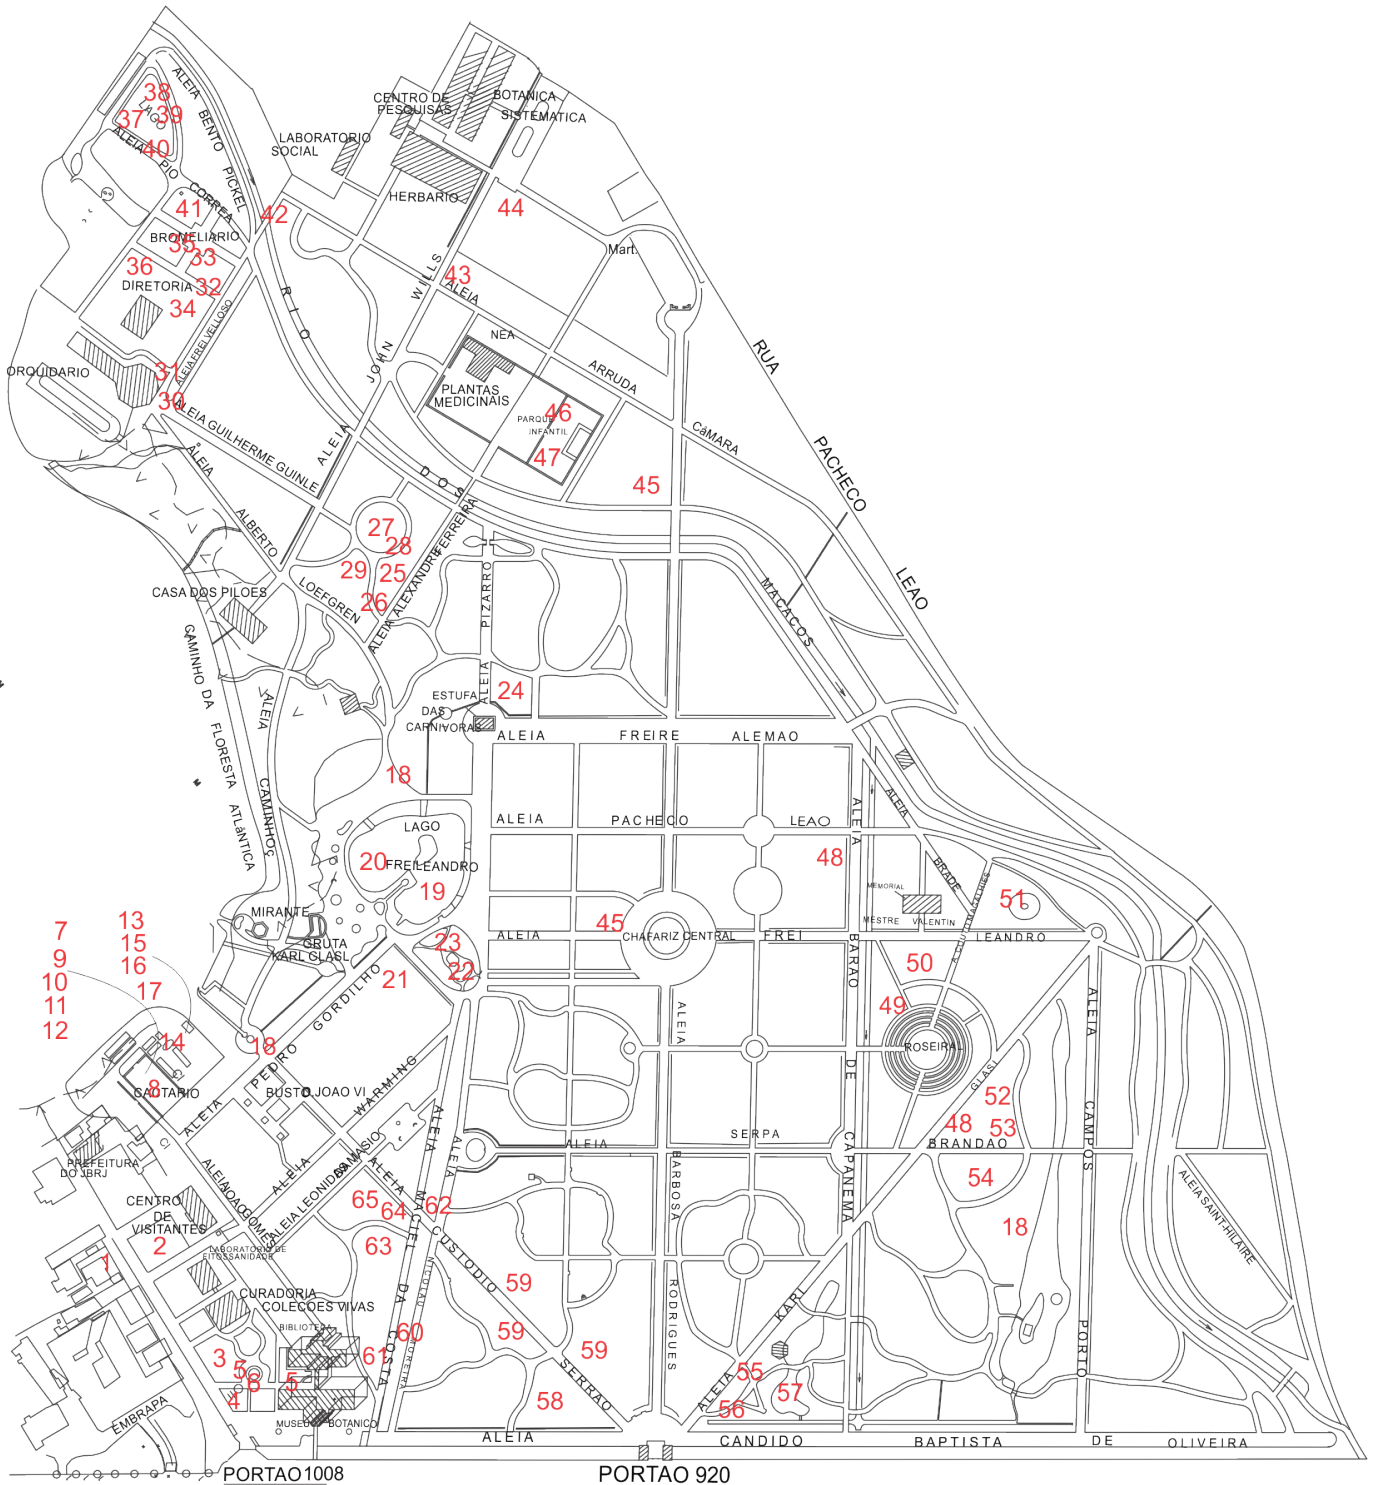 38
LAGO
39
37
40
ALEIA BENTO PICKEL
ALEIA PIO CORREA
CENTRO DE
PESQUISAS
BOTANICA
SISTEMATICA
LABORATORIO
SOCIAL
HERBARIO
44
41
42
BROMELIARIO
35
33
36
DIRETORIA
32
34
Mart.
43
ALEIA ARRUDA CâMARA
ALEIA JOHN WILLS
ALEIA FREI VELLOSO
RIO DOS MACACOS
RUA PACHECO LEAO
NEA
ORQUIDARIO
31
30
PLANTAS
MEDICINAIS
PARQUE
INFANTIL
46
47
45
ALEIA GUILHERME GUINLE
ALEIA ALBERTO LOEFGREN
27
28
29
25
26
ALEIA ALEXANDRE FERREIRA
ALEIA PIZARRO
CASA DOS PILOES
CAMINHO DA FLORESTA ATLâNTICA
ALEIA CAMINHOç
24
ESTUFA
DAS
CARNIVORAS
ALEIA FREIRE ALEMAO
18
LAGO
FREI LEANDRO
20
19
ALEIA PACHECO LEAO
48
ALEIA BRADE
MEMORIAL
MESTRE VALENTIN
51
MIRANTE
GRUTA
KARL GLASL
23
22
21
45
CHAFARIZ CENTRAL
ALEIA FREI LEANDRO
50
49
ROSEIRAL
7
9
10
11
12
13
15
16
17
14
8
CACTARIO
18
ALEIA PEDRO GORDILHO
BUSTO D.JOAO VI
ALEIA WARMING
ALEIA BARAO DE CAPANEMA
ALEIA BARBOSA RODRIGUES
ALEIA CAMPOS PORTO
52
53
48
54
18
ALEIA SERPA BRANDAO
ALEIA SAINT-HILAIRE
PREFEITURA
DO JBRJ
CENTRO
DE
VISITANTES
ALEIA JOAO GOMES
ALEIA LEONIDAS DAMASIO
ALEIA CUSTODIO SERRAO
ALEIA MACIEL DA COSTA
ALEIA NICOLAU MOREIRA
65
64
62
63
1
2
LABORATORIO DE
FITOSSANIDADE
CURADORIA
COLECOES VIVAS
BIBLIOTECA
59
59
59
60
61
3
5
6
5
4
58
ALEIA KARL GLASL
55
57
56
EMBRAPA
MUSEU BOTANICO
ALEIA CANDIDO BAPTISTA DE OLIVEIRA
PORTAO 1008
PORTAO 920